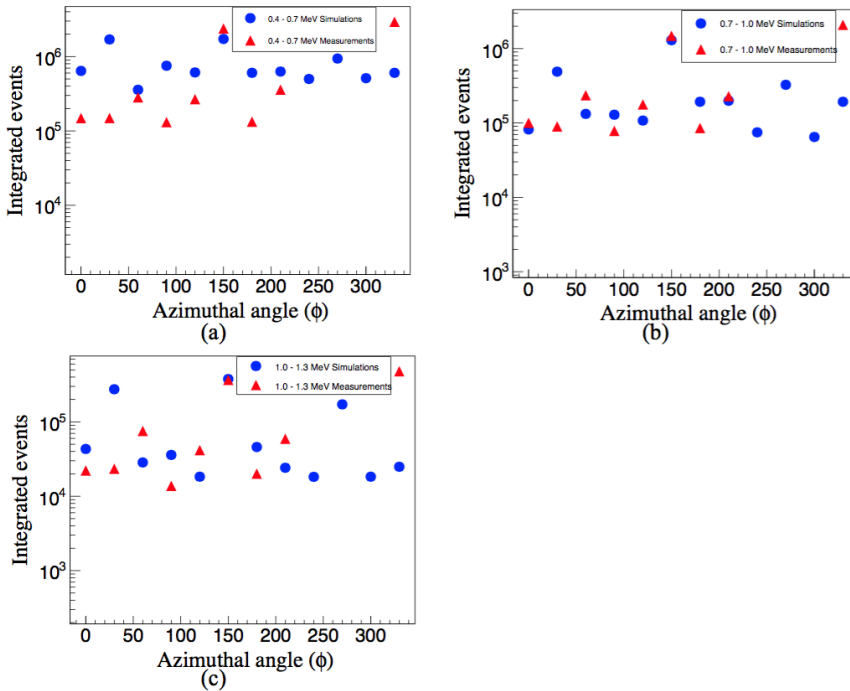 0.4 - 0.7 MeV Simulations
0.4 - 0.7 MeV Measurements
Integrated events
10^6
10^5
10^4
0 50 100 150 200 250 300
Azimuthal angle (ϕ)
(a)
0.7 - 1.0 MeV Simulations
0.7 - 1.0 MeV Measurements
Integrated events
10^6
10^5
10^4
10^3
0 50 100 150 200 250 300
Azimuthal angle (ϕ)
(b)
1.0 - 1.3 MeV Simulations
1.0 - 1.3 MeV Measurements
Integrated events
10^5
10^4
10^3
0 50 100 150 200 250 300
Azimuthal angle (ϕ)
(c)